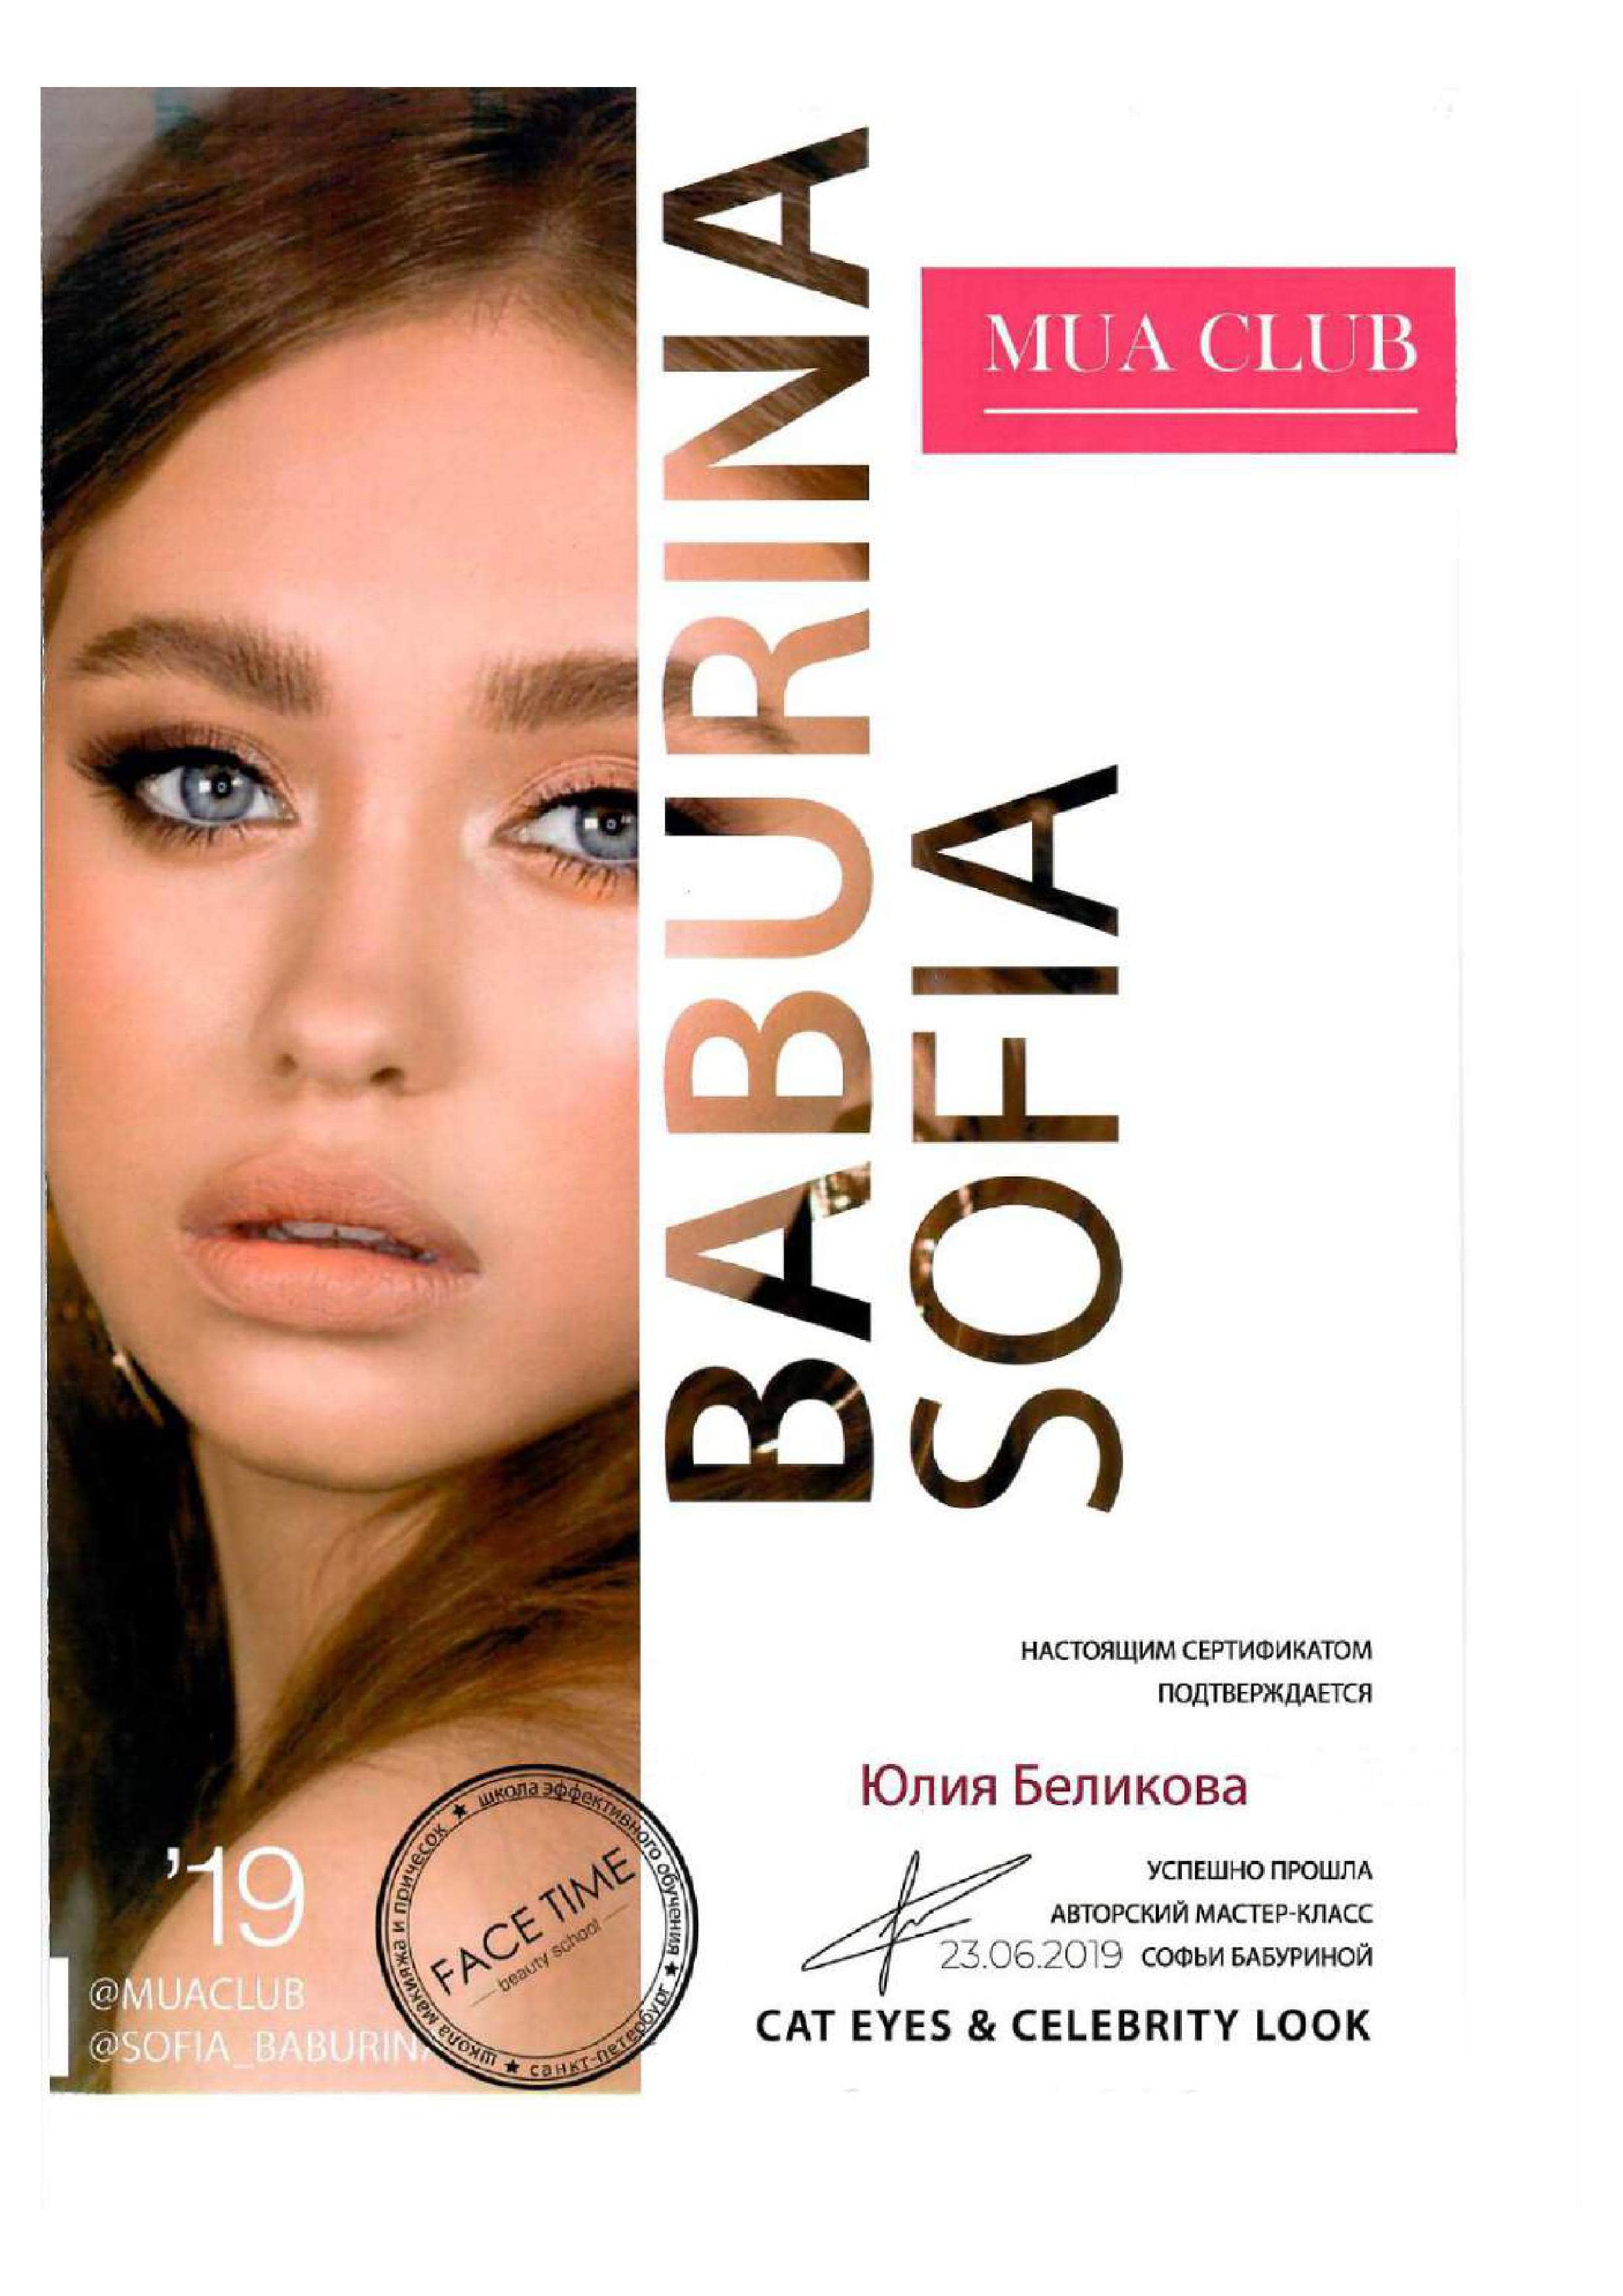 BABURINA
SOFIA
MUA CLUB
НАСТОЯЩИМ СЕРТИФИКАТОМ
ПОДТВЕРЖДАЕТСЯ
Юлия Беликова
УСПЕШНО ПРОШЛА
АВТОРСКИЙ МАСТЕР-КЛАСС
23.06.2019 СОФЬИ БАБУРИНОЙ
CAT EYES & CELEBRITY LOOK
'19
@MUACLUB
@SOFIA_BABURINA
школа макияжа и причесок ★ школа эффективного обучения ★ санкт-петербург ★
FACE TIME
beauty school